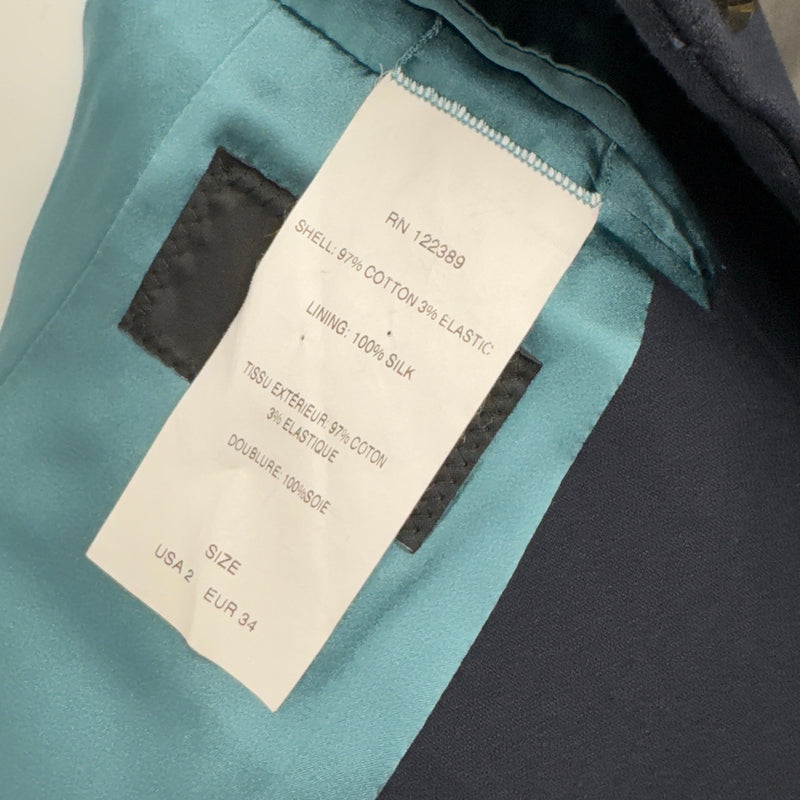 RN 122389
SHELL: 97% COTTON 3% ELASTIC
LINING: 100% SILK
TISSU EXTÉRIEUR: 97% COTON
3% ELASTIQUE
DOUBLURE: 100%SOIE
SIZE
USA 2 EUR 34